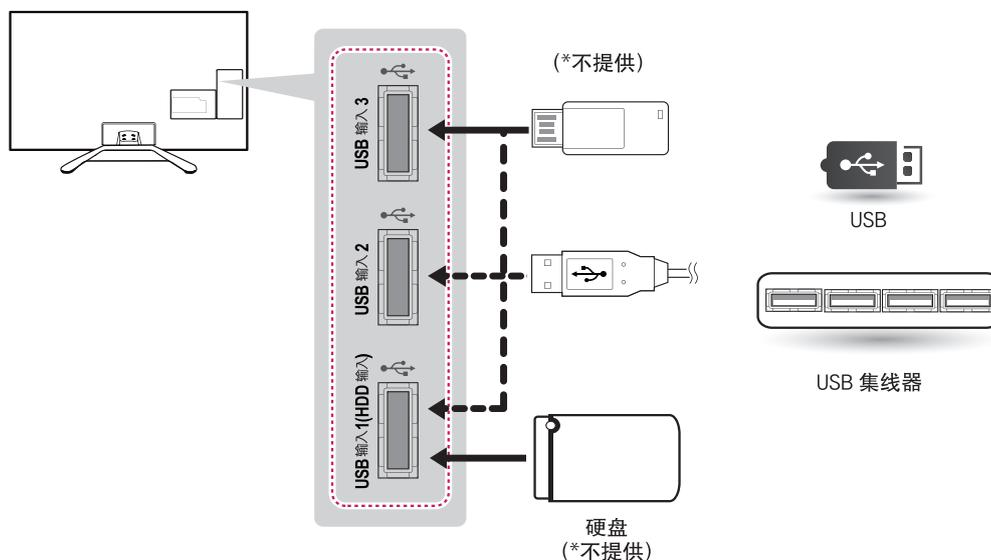 (*不提供)
USB 输入 3
USB 输入 2
USB 输入1(HDD 输入)
USB
USB 集线器
硬盘
(*不提供)